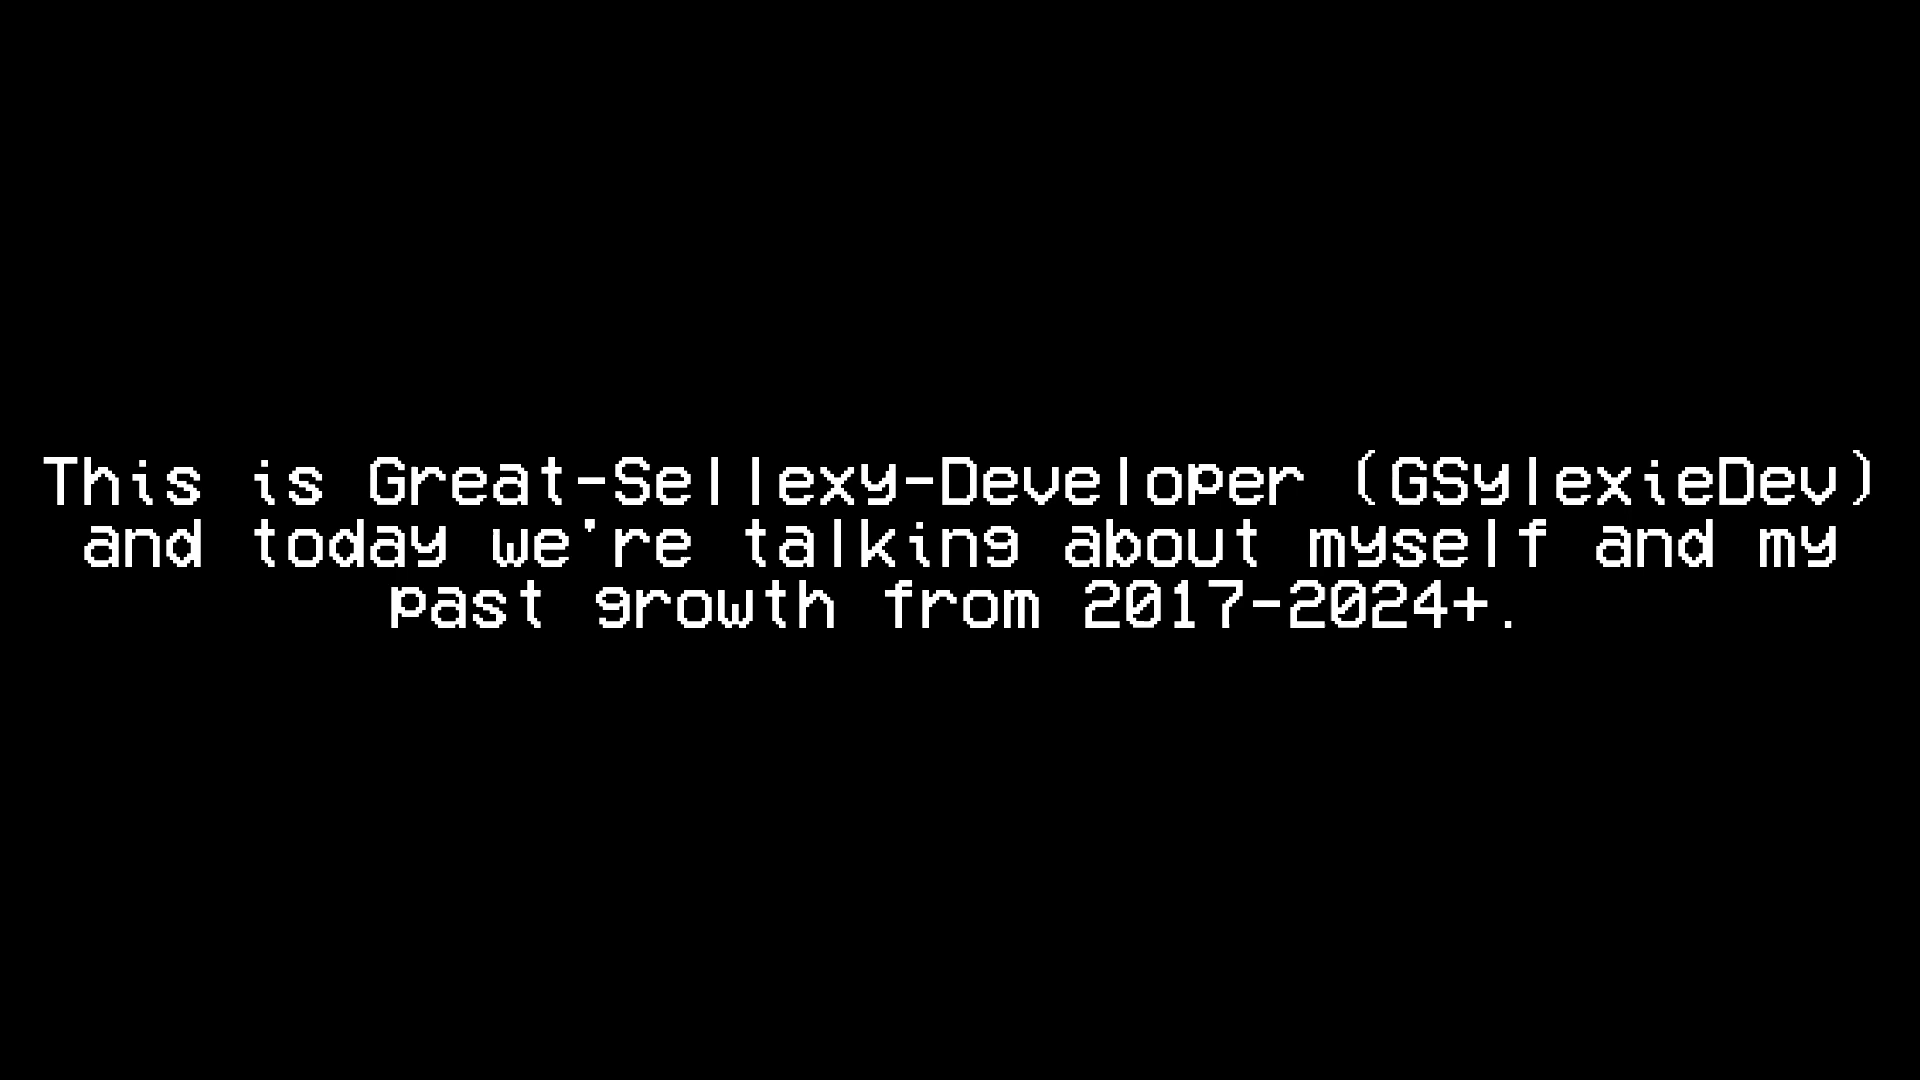 This is Great-Sellexy-Developer (GSylexieDev)
and today we're talking about myself and my
past growth from 2017-2024+.